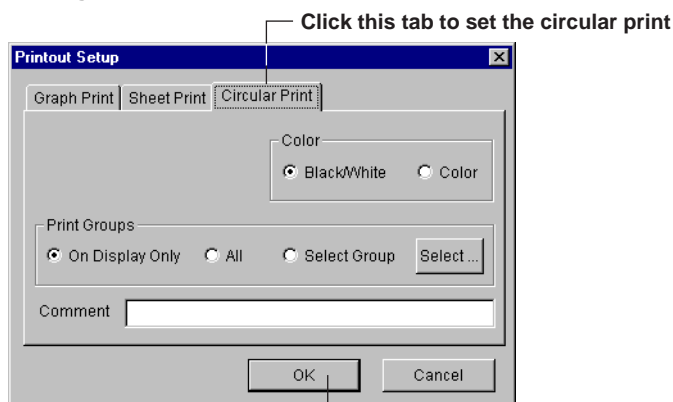 Click this tab to set the circular print
Printout Setup
Graph Print Sheet Print Circular Print
Color
Black/White Color
Print Groups
On Display Only All Select Group Select ...
Comment
OK Cancel